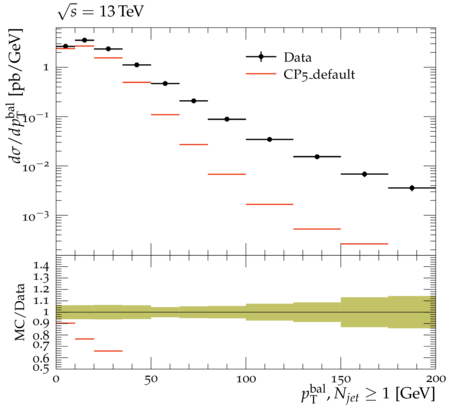 √s = 13 TeV
dσ/dp_T^bal [pb/GeV]
Data
CP5_default
1
10^−1
10^−2
10^−3
MC/Data
1.4
1.3
1.2
1.1
1
0.9
0.8
0.7
0.6
0.5
0 50 100 150 200
p_T^bal, N_jet ≥ 1 [GeV]